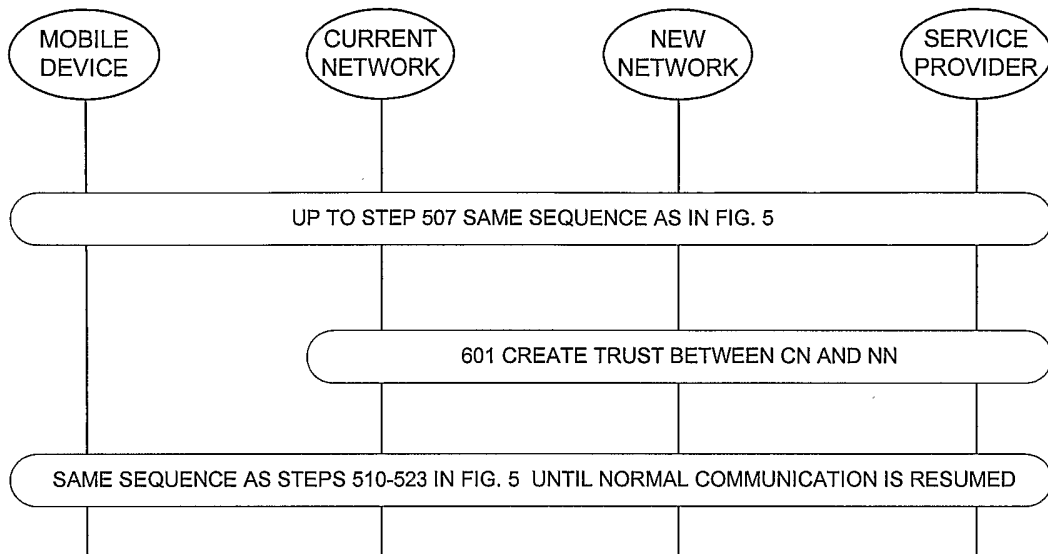 MOBILE
DEVICE
CURRENT
NETWORK
NEW
NETWORK
SERVICE
PROVIDER
UP TO STEP 507 SAME SEQUENCE AS IN FIG. 5
601 CREATE TRUST BETWEEN CN AND NN
SAME SEQUENCE AS STEPS 510-523 IN FIG. 5 UNTIL NORMAL COMMUNICATION IS RESUMED